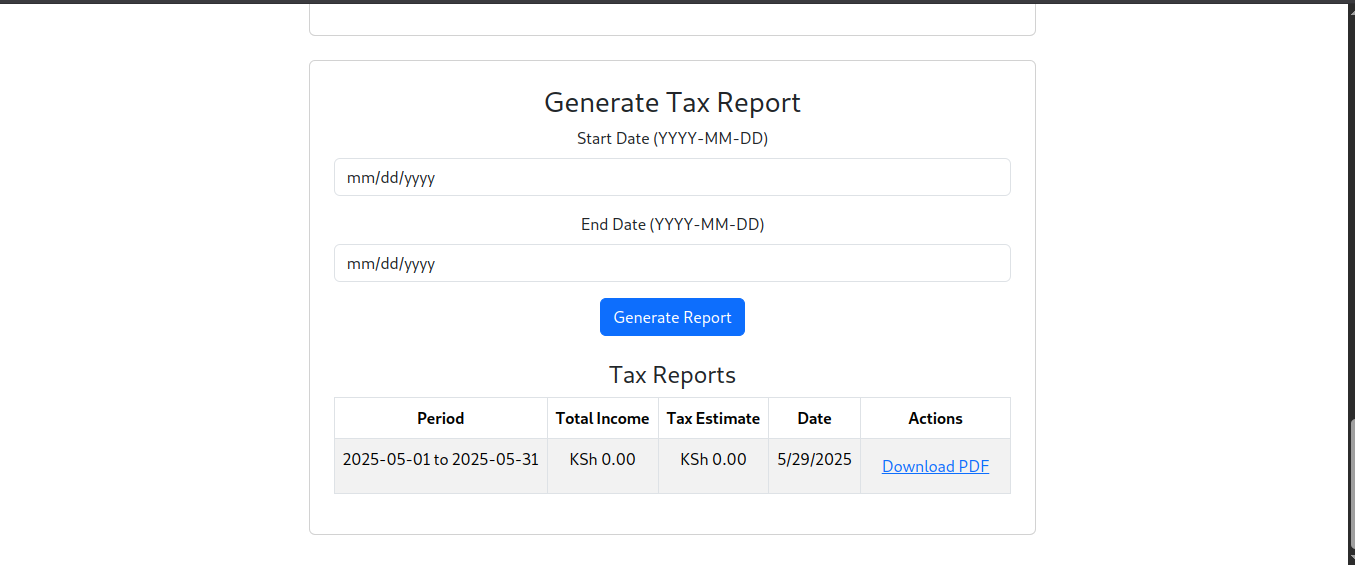 Generate Tax Report
Start Date (YYYY-MM-DD)
mm/dd/yyyy
End Date (YYYY-MM-DD)
mm/dd/yyyy
Generate Report
Tax Reports
Period Total Income Tax Estimate Date Actions
2025-05-01 to 2025-05-31 KSh 0.00 KSh 0.00 5/29/2025 Download PDF